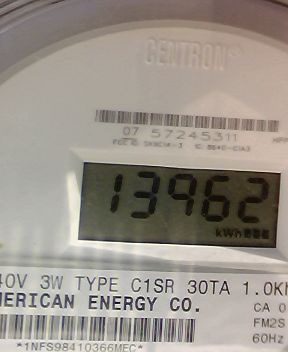 CENTRON
07 57245311
13962
kWh
40V 3W TYPE C1SR 30TA 1.0Kh
MERICAN ENERGY CO.
CA 0
FM2S
60Hz
*1NFS98410366MEC*